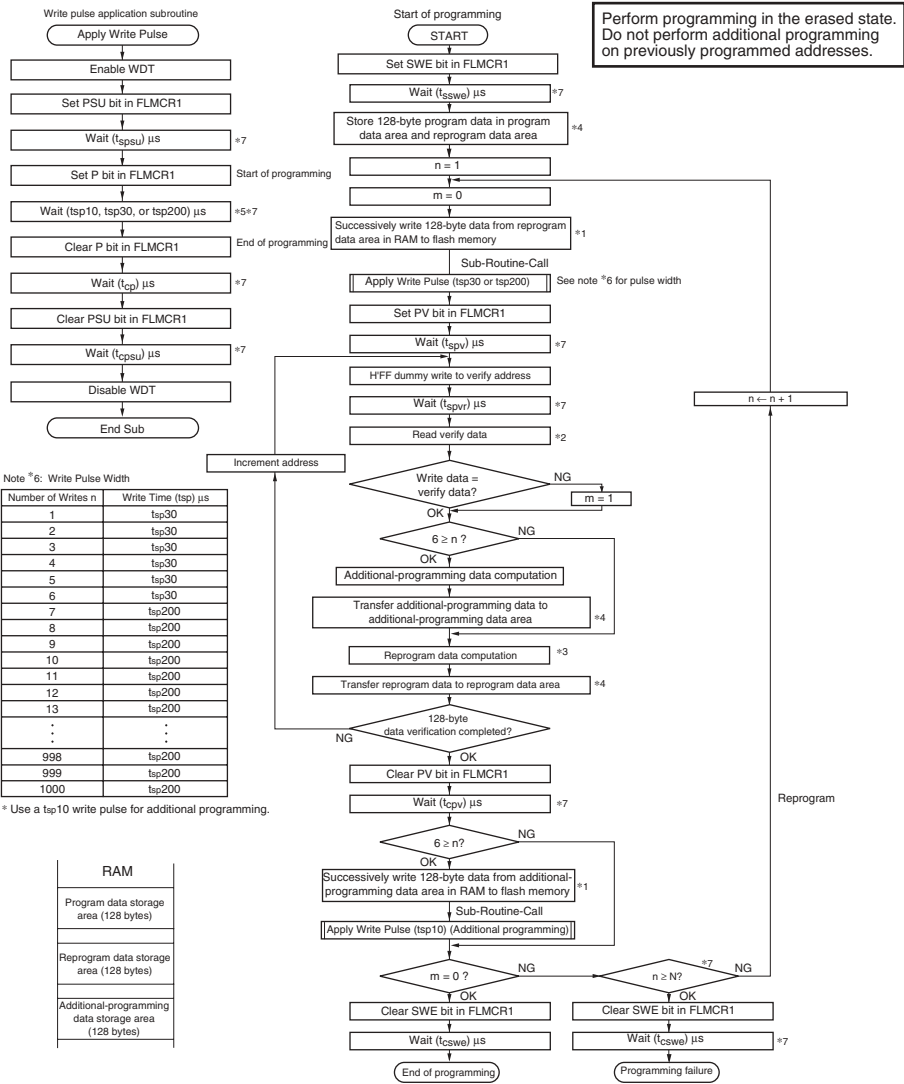 Write pulse application subroutine
Apply Write Pulse
Enable WDT
Set PSU bit in FLMCR1
Wait (tspsu) μs
*7
Set P bit in FLMCR1
Start of programming
Wait (tsp10, tsp30, or tsp200) μs
*5*7
Clear P bit in FLMCR1
End of programming
Wait (tcp) μs
*7
Clear PSU bit in FLMCR1
Wait (tcpsu) μs
*7
Disable WDT
End Sub
Note *6: Write Pulse Width
Number of Writes n
Write Time (tsp) μs
1
tsp30
2
tsp30
3
tsp30
4
tsp30
5
tsp30
6
tsp30
7
tsp200
8
tsp200
9
tsp200
10
tsp200
11
tsp200
12
tsp200
13
tsp200
998
tsp200
999
tsp200
1000
tsp200
* Use a tsp10 write pulse for additional programming.
RAM
Program data storage
area (128 bytes)
Reprogram data storage
area (128 bytes)
Additional-programming
data storage area
(128 bytes)
Start of programming
START
Set SWE bit in FLMCR1
Wait (tsswe) μs
*7
Store 128-byte program data in program
data area and reprogram data area
*4
n = 1
m = 0
Successively write 128-byte data from reprogram
data area in RAM to flash memory
*1
Sub-Routine-Call
Apply Write Pulse (tsp30 or tsp200)
See note *6 for pulse width
Set PV bit in FLMCR1
Wait (tspv) μs
*7
H'FF dummy write to verify address
Wait (tspvr) μs
*7
Read verify data
*2
Increment address
Write data =
verify data?
NG
m = 1
OK
6 ≥ n ?
NG
OK
Additional-programming data computation
Transfer additional-programming data to
additional-programming data area
*4
Reprogram data computation
*3
Transfer reprogram data to reprogram data area
*4
128-byte
data verification completed?
NG
OK
Clear PV bit in FLMCR1
Wait (tcpv) μs
*7
6 ≥ n?
NG
OK
Successively write 128-byte data from additional-
programming data area in RAM to flash memory
*1
Sub-Routine-Call
Apply Write Pulse (tsp10) (Additional programming)
m = 0 ?
NG
OK
Clear SWE bit in FLMCR1
Wait (tcswe) μs
End of programming
*7
n ≥ N?
NG
OK
Clear SWE bit in FLMCR1
Wait (tcswe) μs
*7
Programming failure
n ← n + 1
Reprogram
Perform programming in the erased state.
Do not perform additional programming
on previously programmed addresses.